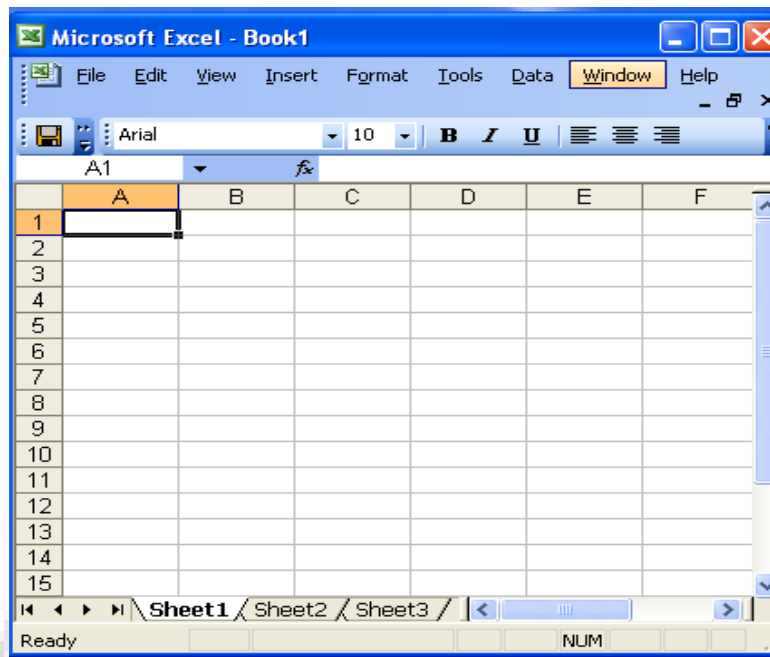 Microsoft Excel - Book1
File Edit View Insert Format Tools Data Window Help
Arial 10 B I U
A1 fx
A B C D E F
1
2
3
4
5
6
7
8
9
10
11
12
13
14
15
Sheet1 Sheet2 Sheet3
Ready NUM